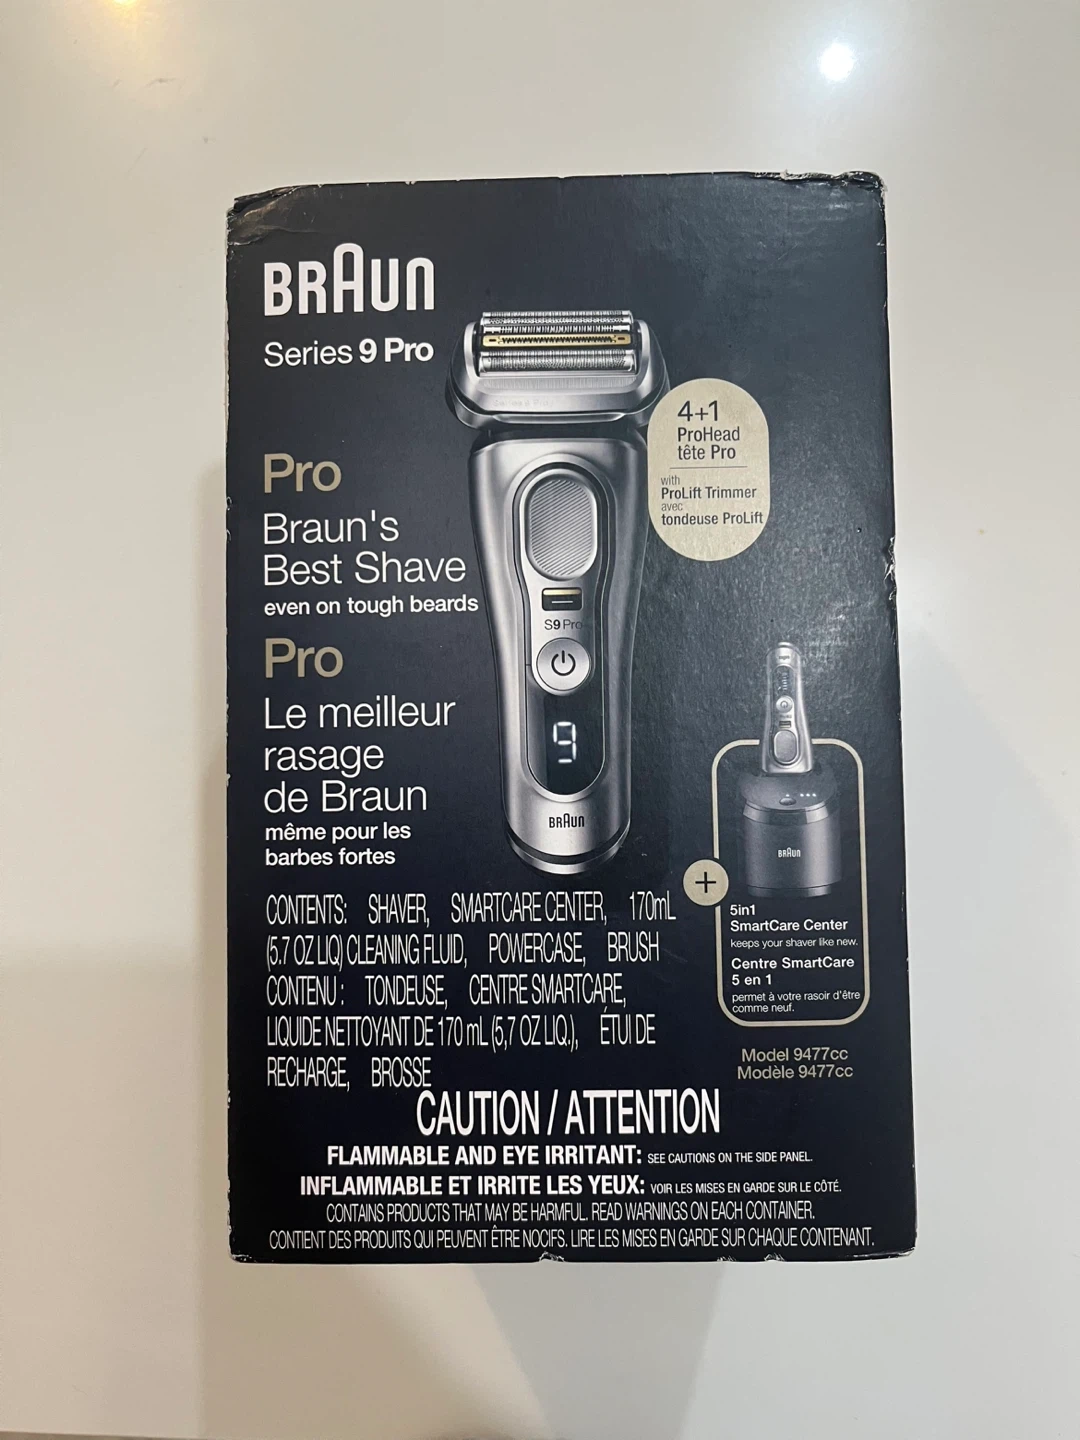 BRAUN
Series 9 Pro
Pro
Braun's
Best Shave
even on tough beards
Pro
Le meilleur
rasage
de Braun
même pour les
barbes fortes
4+1
ProHead
tête Pro
with
ProLift Trimmer
avec
tondeuse ProLift
S9 Pro
9
BRAUN
BRAUN
+
5in1
SmartCare Center
keeps your shaver like new.
Centre SmartCare
5 en 1
permet à votre rasoir d'être
comme neuf.
Model 9477cc
Modèle 9477cc
CONTENTS: SHAVER, SMARTCARE CENTER, 170mL
(5.7 OZ LIQ) CLEANING FLUID, POWERCASE, BRUSH
CONTENU : TONDEUSE, CENTRE SMARTCARE,
LIQUIDE NETTOYANT DE 170 mL (5,7 OZ LIQ.), ÉTUI DE
RECHARGE, BROSSE
CAUTION / ATTENTION
FLAMMABLE AND EYE IRRITANT: SEE CAUTIONS ON THE SIDE PANEL.
INFLAMMABLE ET IRRITE LES YEUX: VOIR LES MISES EN GARDE SUR LE CÔTÉ.
CONTAINS PRODUCTS THAT MAY BE HARMFUL. READ WARNINGS ON EACH CONTAINER.
CONTIENT DES PRODUITS QUI PEUVENT ÊTRE NOCIFS. LIRE LES MISES EN GARDE SUR CHAQUE CONTENANT.